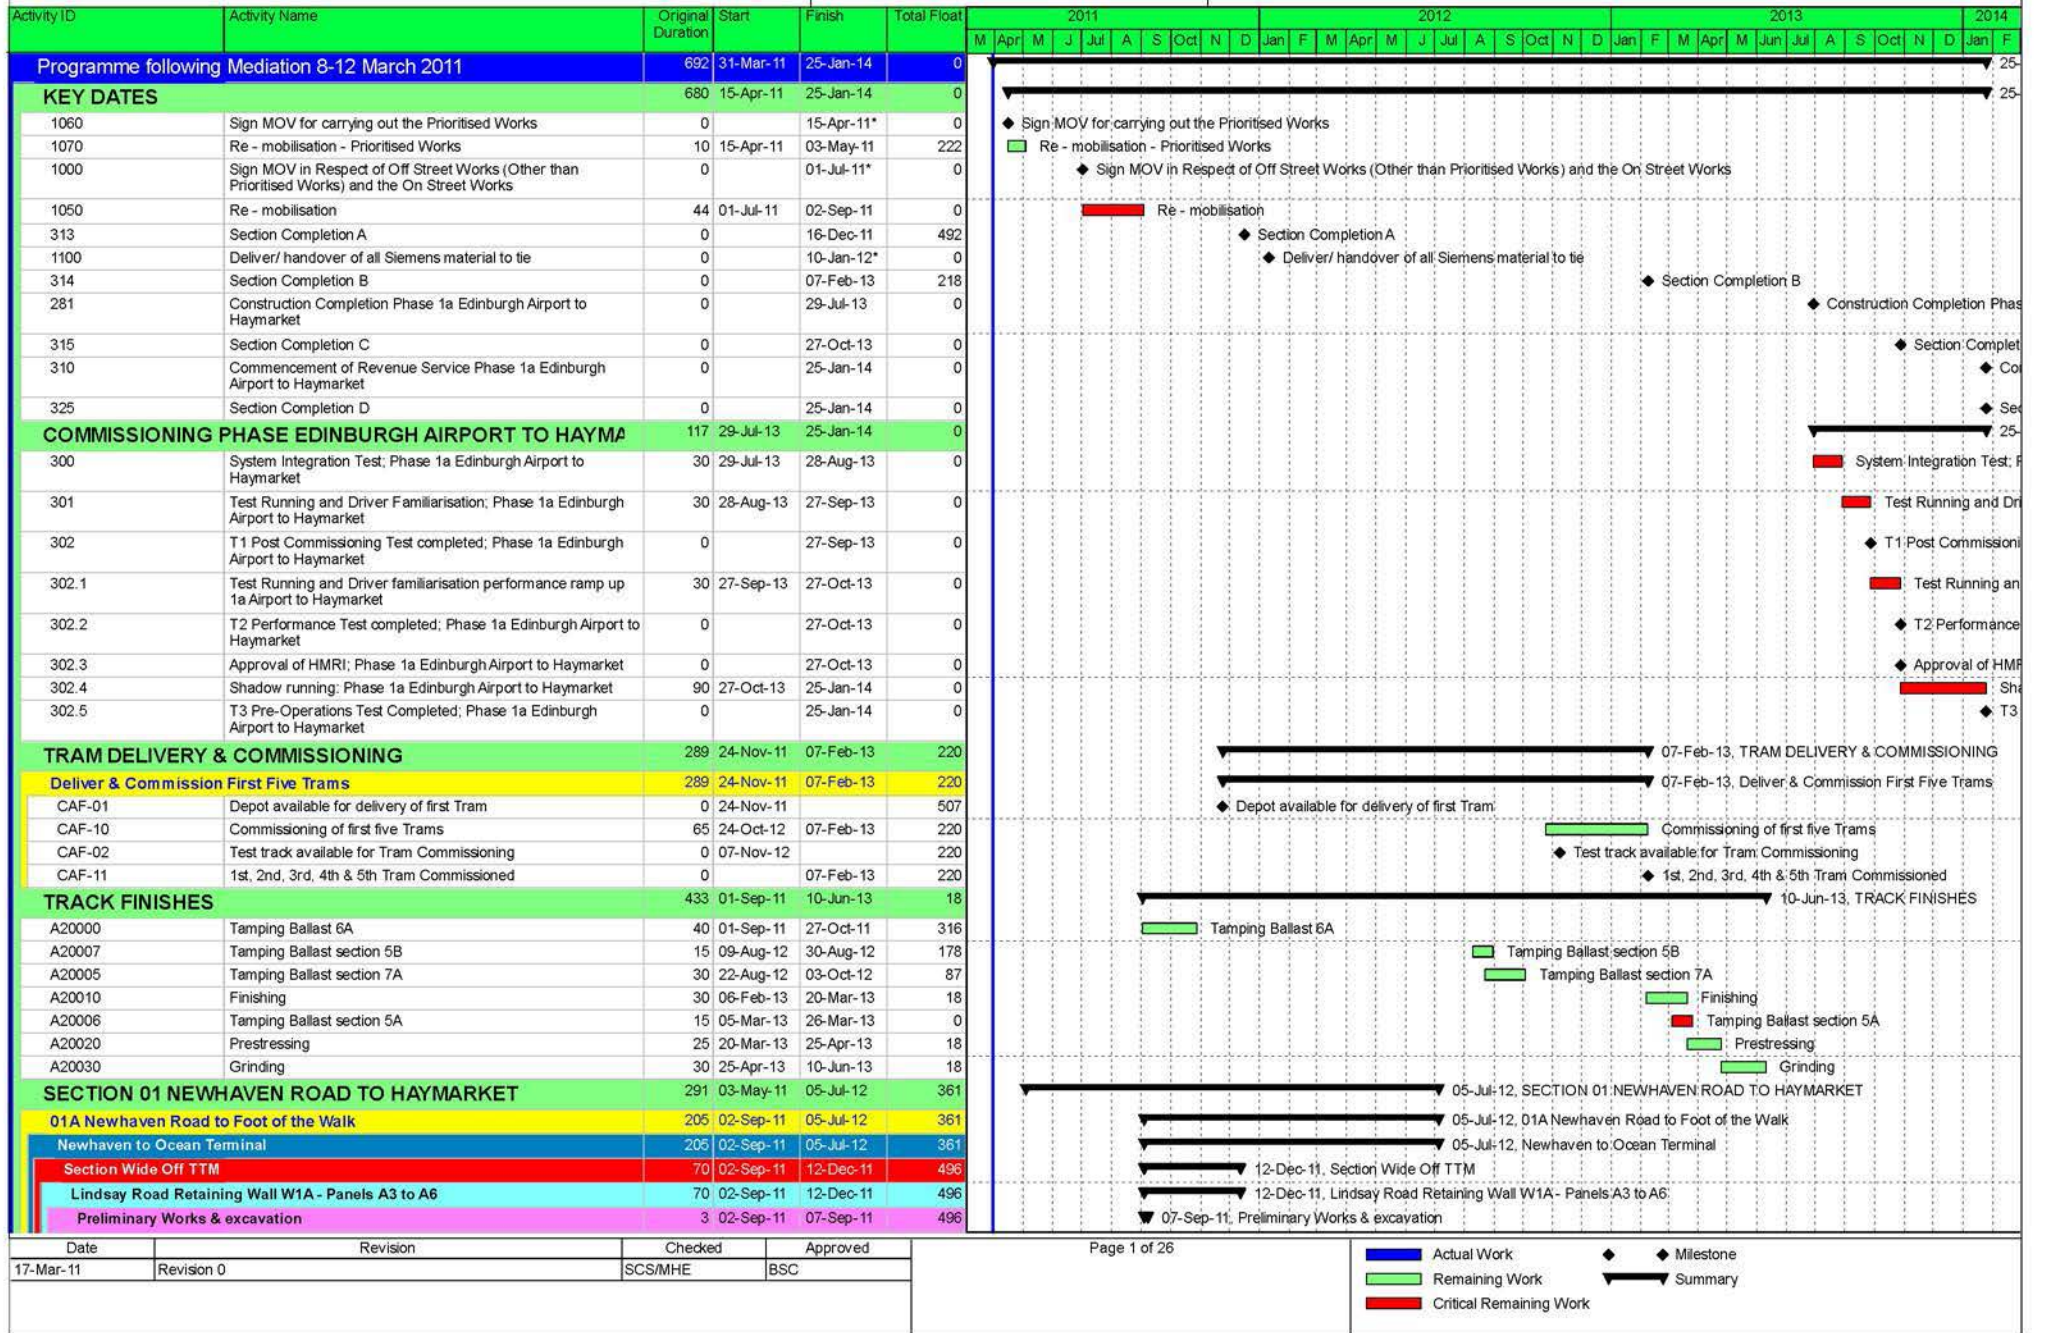 Activity ID Activity Name Original Duration Start Finish Total Float 2011 2012 2013 2014
M Apr M J Jul A S Oct N D Jan F M Apr M J Jul A S Oct N D Jan F M Apr M Jun Jul A S Oct N D Jan F
Programme following Mediation 8-12 March 2011 692 31-Mar-11 25-Jan-14 0 25-
KEY DATES 680 15-Apr-11 25-Jan-14 0 25-
1060 Sign MOV for carrying out the Prioritised Works 0 15-Apr-11* 0 Sign MOV for carrying out the Prioritised Works
1070 Re - mobilisation - Prioritised Works 10 15-Apr-11 03-May-11 222 Re - mobilisation - Prioritised Works
1000 Sign MOV in Respect of Off Street Works (Other than 0 01-Jul-11* 0 Sign MOV in Respect of Off Street Works (Other than Prioritised Works) and the On Street Works
Prioritised Works) and the On Street Works
1050 Re - mobilisation 44 01-Jul-11 02-Sep-11 0 Re - mobilisation
313 Section Completion A 0 16-Dec-11 492 Section Completion A
1100 Deliver/ handover of all Siemens material to tie 0 10-Jan-12* 0 Deliver/ handover of all Siemens material to tie
314 Section Completion B 0 07-Feb-13 218 Section Completion B
281 Construction Completion Phase 1a Edinburgh Airport to 0 29-Jul-13 0 Construction Completion Phas
Haymarket
315 Section Completion C 0 27-Oct-13 0 Section Complet
310 Commencement of Revenue Service Phase 1a Edinburgh 0 25-Jan-14 0 Co
Airport to Haymarket
325 Section Completion D 0 25-Jan-14 0 Sec
COMMISSIONING PHASE EDINBURGH AIRPORT TO HAYMA 117 29-Jul-13 25-Jan-14 0 25-
300 System Integration Test; Phase 1a Edinburgh Airport to 30 29-Jul-13 28-Aug-13 0 System Integration Test; P
Haymarket
301 Test Running and Driver Familiarisation; Phase 1a Edinburgh 30 28-Aug-13 27-Sep-13 0 Test Running and Dri
Airport to Haymarket
302 T1 Post Commissioning Test completed; Phase 1a Edinburgh 0 27-Sep-13 0 T1 Post Commissioni
Airport to Haymarket
302.1 Test Running and Driver familiarisation performance ramp up 30 27-Sep-13 27-Oct-13 0 Test Running an
1a Airport to Haymarket
302.2 T2 Performance Test completed; Phase 1a Edinburgh Airport to 0 27-Oct-13 0 T2 Performance
Haymarket
302.3 Approval of HMRI; Phase 1a Edinburgh Airport to Haymarket 0 27-Oct-13 0 Approval of HMR
302.4 Shadow running: Phase 1a Edinburgh Airport to Haymarket 90 27-Oct-13 25-Jan-14 0 Sha
302.5 T3 Pre-Operations Test Completed; Phase 1a Edinburgh 0 25-Jan-14 0 T3
Airport to Haymarket
TRAM DELIVERY & COMMISSIONING 289 24-Nov-11 07-Feb-13 220 07-Feb-13, TRAM DELIVERY & COMMISSIONING
Deliver & Commission First Five Trams 289 24-Nov-11 07-Feb-13 220 07-Feb-13, Deliver & Commission First Five Trams
CAF-01 Depot available for delivery of first Tram 0 24-Nov-11 507 Depot available for delivery of first Tram
CAF-10 Commissioning of first five Trams 65 24-Oct-12 07-Feb-13 220 Commissioning of first five Trams
CAF-02 Test track available for Tram Commissioning 0 07-Nov-12 220 Test track available for Tram Commissioning
CAF-11 1st, 2nd, 3rd, 4th & 5th Tram Commissioned 0 07-Feb-13 220 1st, 2nd, 3rd, 4th & 5th Tram Commissioned
TRACK FINISHES 433 01-Sep-11 10-Jun-13 18 10-Jun-13, TRACK FINISHES
A20000 Tamping Ballast 6A 40 01-Sep-11 27-Oct-11 316 Tamping Ballast 6A
A20007 Tamping Ballast section 5B 15 09-Aug-12 30-Aug-12 178 Tamping Ballast section 5B
A20005 Tamping Ballast section 7A 30 22-Aug-12 03-Oct-12 87 Tamping Ballast section 7A
A20010 Finishing 30 06-Feb-13 20-Mar-13 18 Finishing
A20006 Tamping Ballast section 5A 15 05-Mar-13 26-Mar-13 0 Tamping Ballast section 5A
A20020 Prestressing 25 20-Mar-13 25-Apr-13 18 Prestressing
A20030 Grinding 30 25-Apr-13 10-Jun-13 18 Grinding
SECTION 01 NEWHAVEN ROAD TO HAYMARKET 291 03-May-11 05-Jul-12 361 05-Jul-12, SECTION 01 NEWHAVEN ROAD TO HAYMARKET
01A Newhaven Road to Foot of the Walk 205 02-Sep-11 05-Jul-12 361 05-Jul-12, 01A Newhaven Road to Foot of the Walk
Newhaven to Ocean Terminal 205 02-Sep-11 05-Jul-12 361 05-Jul-12, Newhaven to Ocean Terminal
Section Wide Off TTM 70 02-Sep-11 12-Dec-11 496 12-Dec-11, Section Wide Off TTM
Lindsay Road Retaining Wall W1A - Panels A3 to A6 70 02-Sep-11 12-Dec-11 496 12-Dec-11, Lindsay Road Retaining Wall W1A - Panels A3 to A6
Preliminary Works & excavation 3 02-Sep-11 07-Sep-11 496 07-Sep-11, Preliminary Works & excavation
Date Revision Checked Approved Page 1 of 26 Actual Work Milestone
17-Mar-11 Revision 0 SCS/MHE BSC Remaining Work Summary
Critical Remaining Work